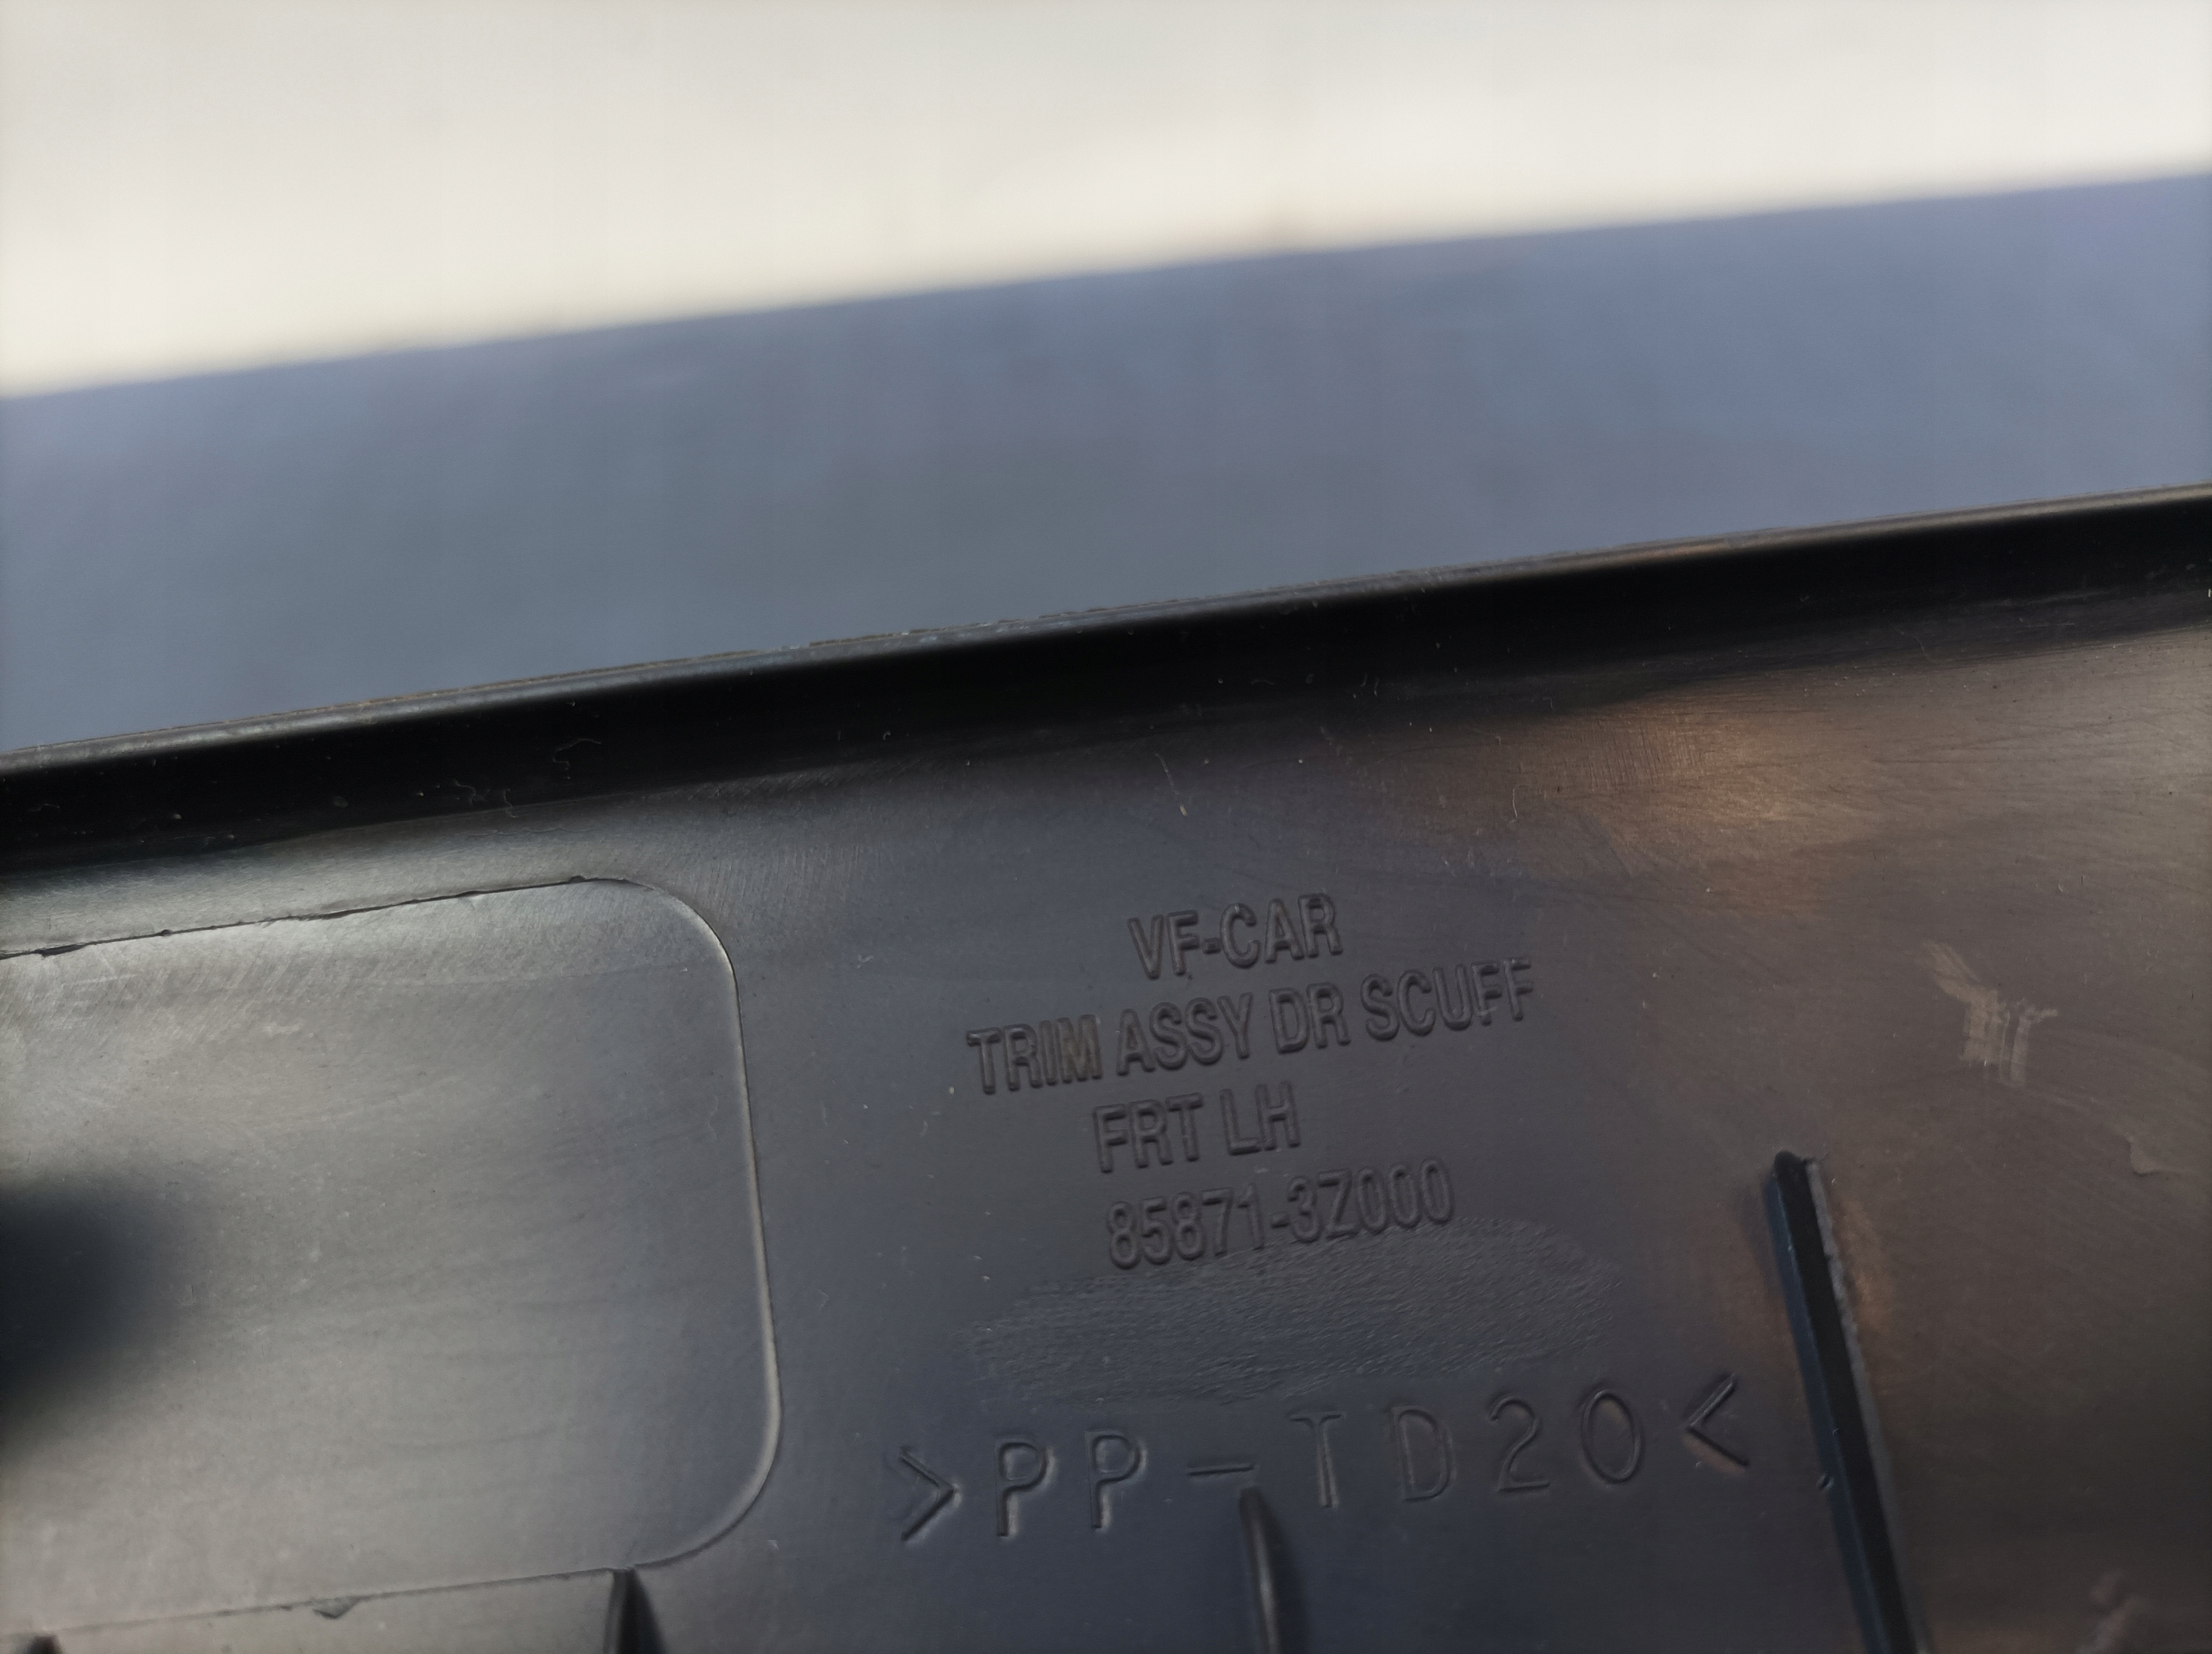 VF-CAR
TRIM ASSY DR SCUFF
FRT LH
85871-3Z000
>PP-TD20<